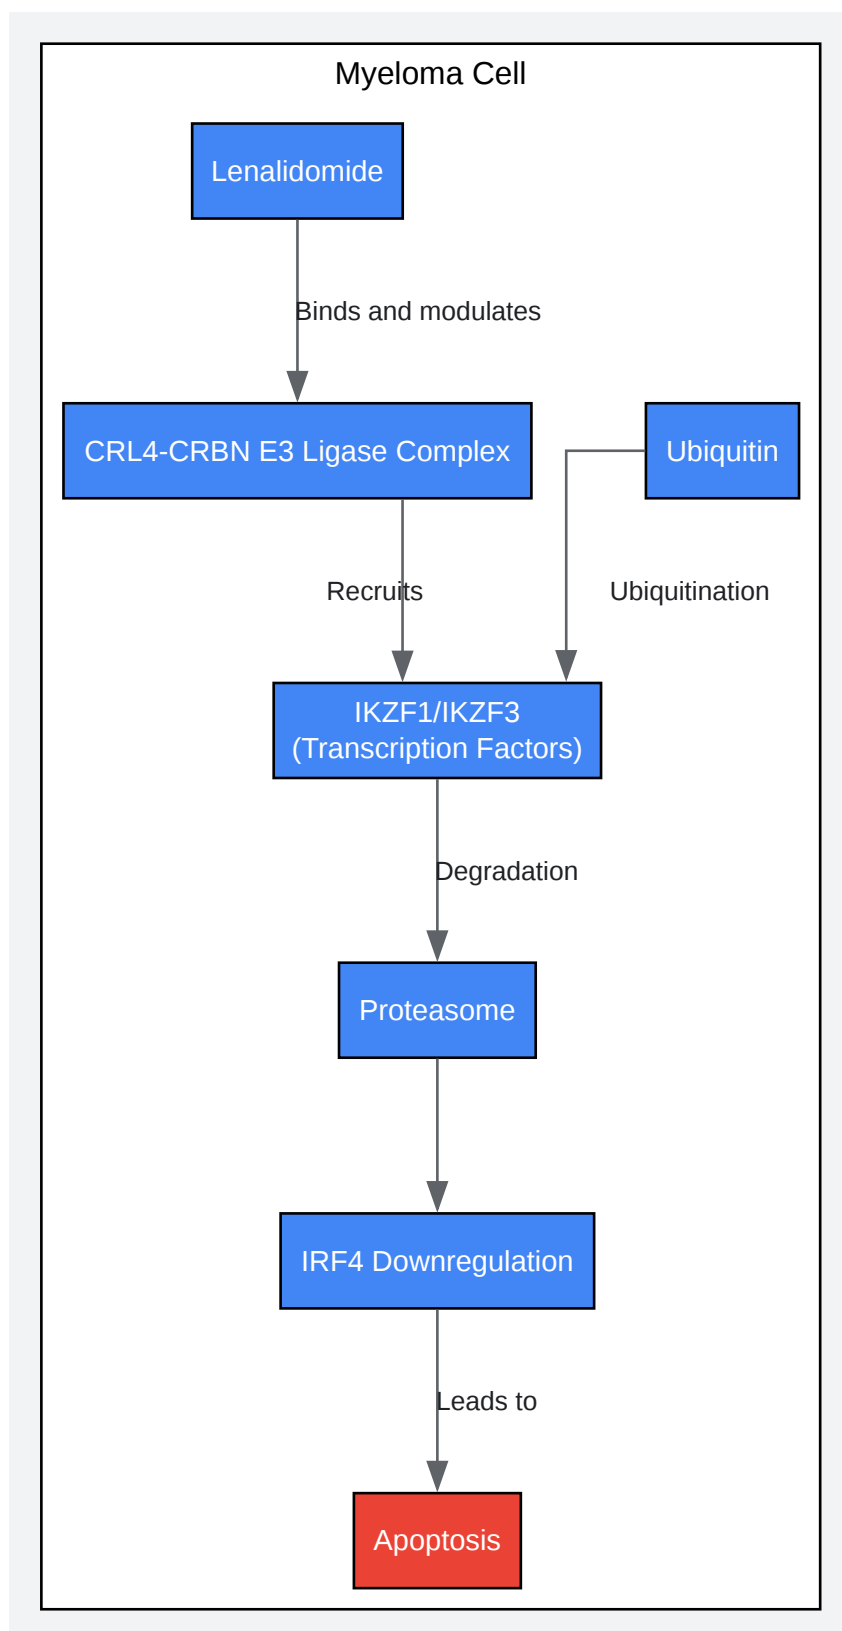 Myeloma Cell
Lenalidomide
Binds and modulates
CRL4-CRBN E3 Ligase Complex
Ubiquitin
Recruits
Ubiquitination
IKZF1/IKZF3
(Transcription Factors)
Degradation
Proteasome
IRF4 Downregulation
Leads to
Apoptosis